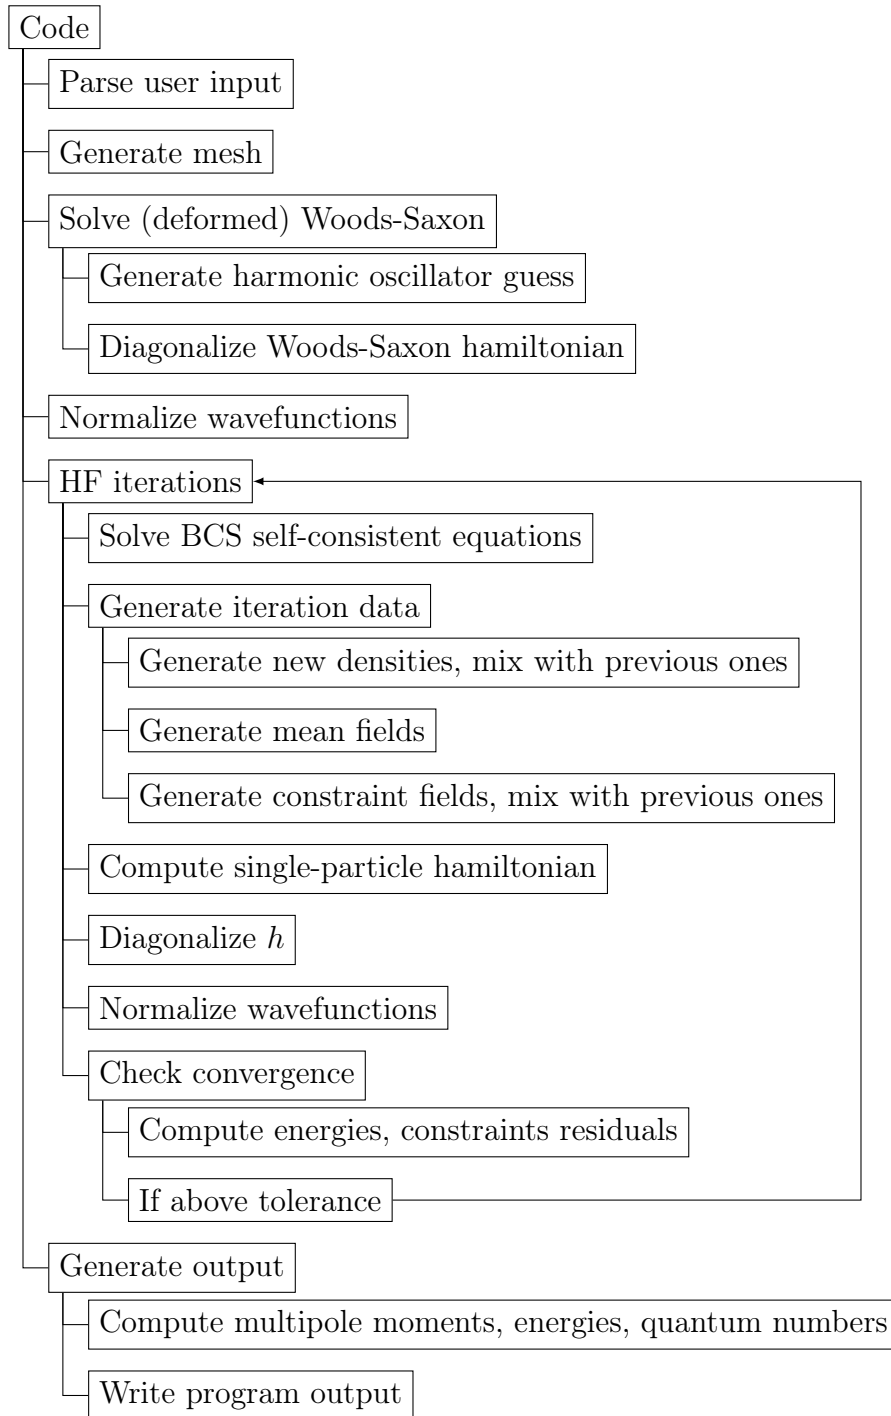 Code
Parse user input
Generate mesh
Solve (deformed) Woods-Saxon
Generate harmonic oscillator guess
Diagonalize Woods-Saxon hamiltonian
Normalize wavefunctions
HF iterations
Solve BCS self-consistent equations
Generate iteration data
Generate new densities, mix with previous ones
Generate mean fields
Generate constraint fields, mix with previous ones
Compute single-particle hamiltonian
Diagonalize h
Normalize wavefunctions
Check convergence
Compute energies, constraints residuals
If above tolerance
Generate output
Compute multipole moments, energies, quantum numbers
Write program output